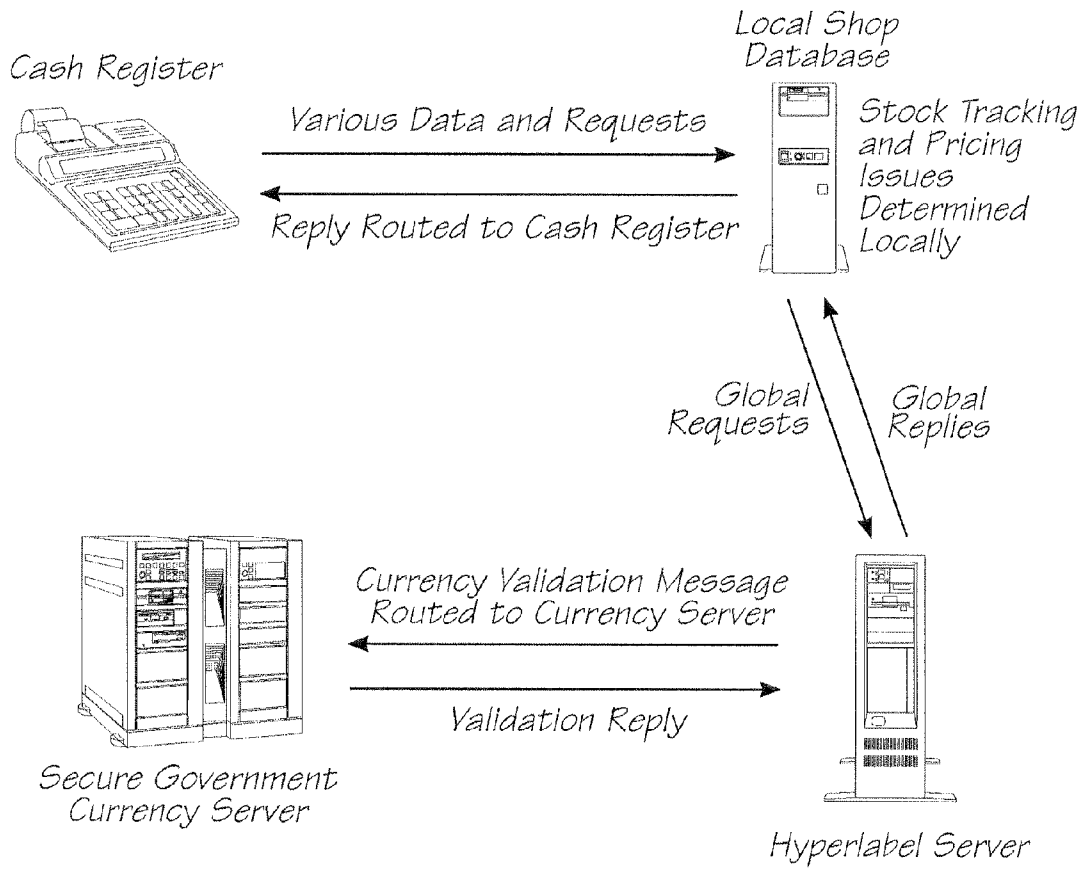 Local Shop
Database
Cash Register
Various Data and Requests
Reply Routed to Cash Register
Stock Tracking
and Pricing
Issues
Determined
Locally
Global
Requests
Global
Replies
Currency Validation Message
Routed to Currency Server
Validation Reply
Secure Government
Currency Server
Hyperlabel Server